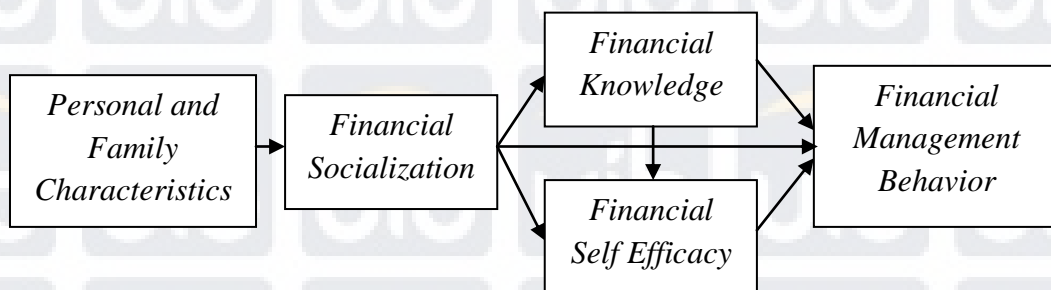 Personal and
Family
Characteristics
Financial
Socialization
Financial
Knowledge
Financial
Self Efficacy
Financial
Management
Behavior